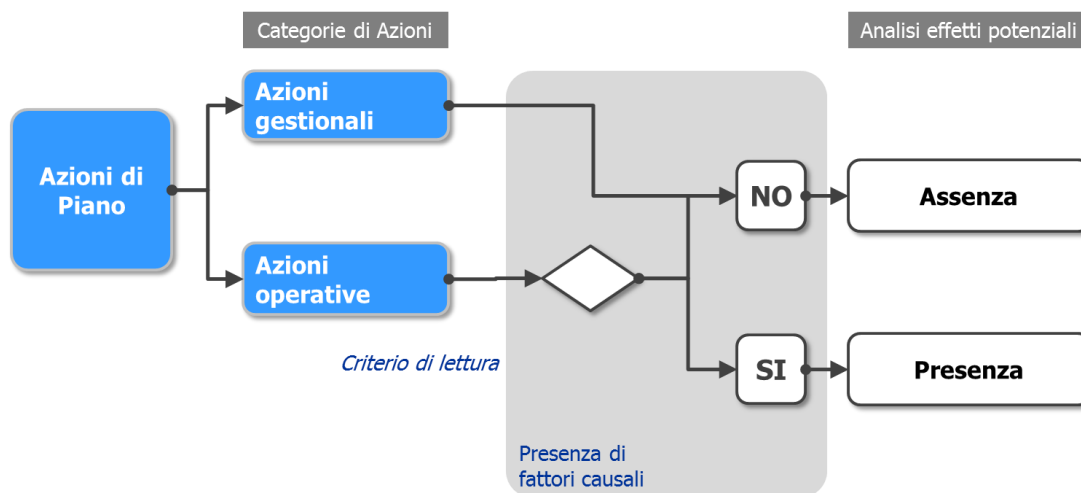 Categorie di Azioni
Analisi effetti potenziali
Azioni
gestionali
Azioni di
Piano
NO
Assenza
Azioni
operative
Criterio di lettura
SI
Presenza
Presenza di
fattori causali